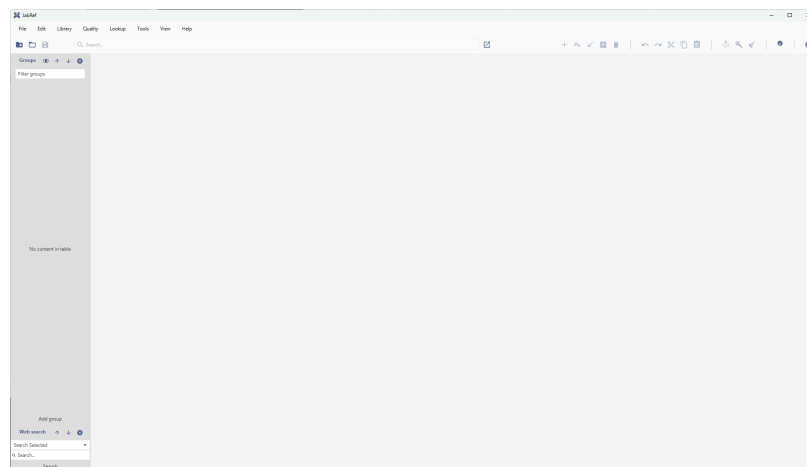 JabRef
File Edit Library Quality Lookup Tools View Help
Search...
Groups
Filter groups
No content in table
Add group
Web search
Search Selected
Search...
Search